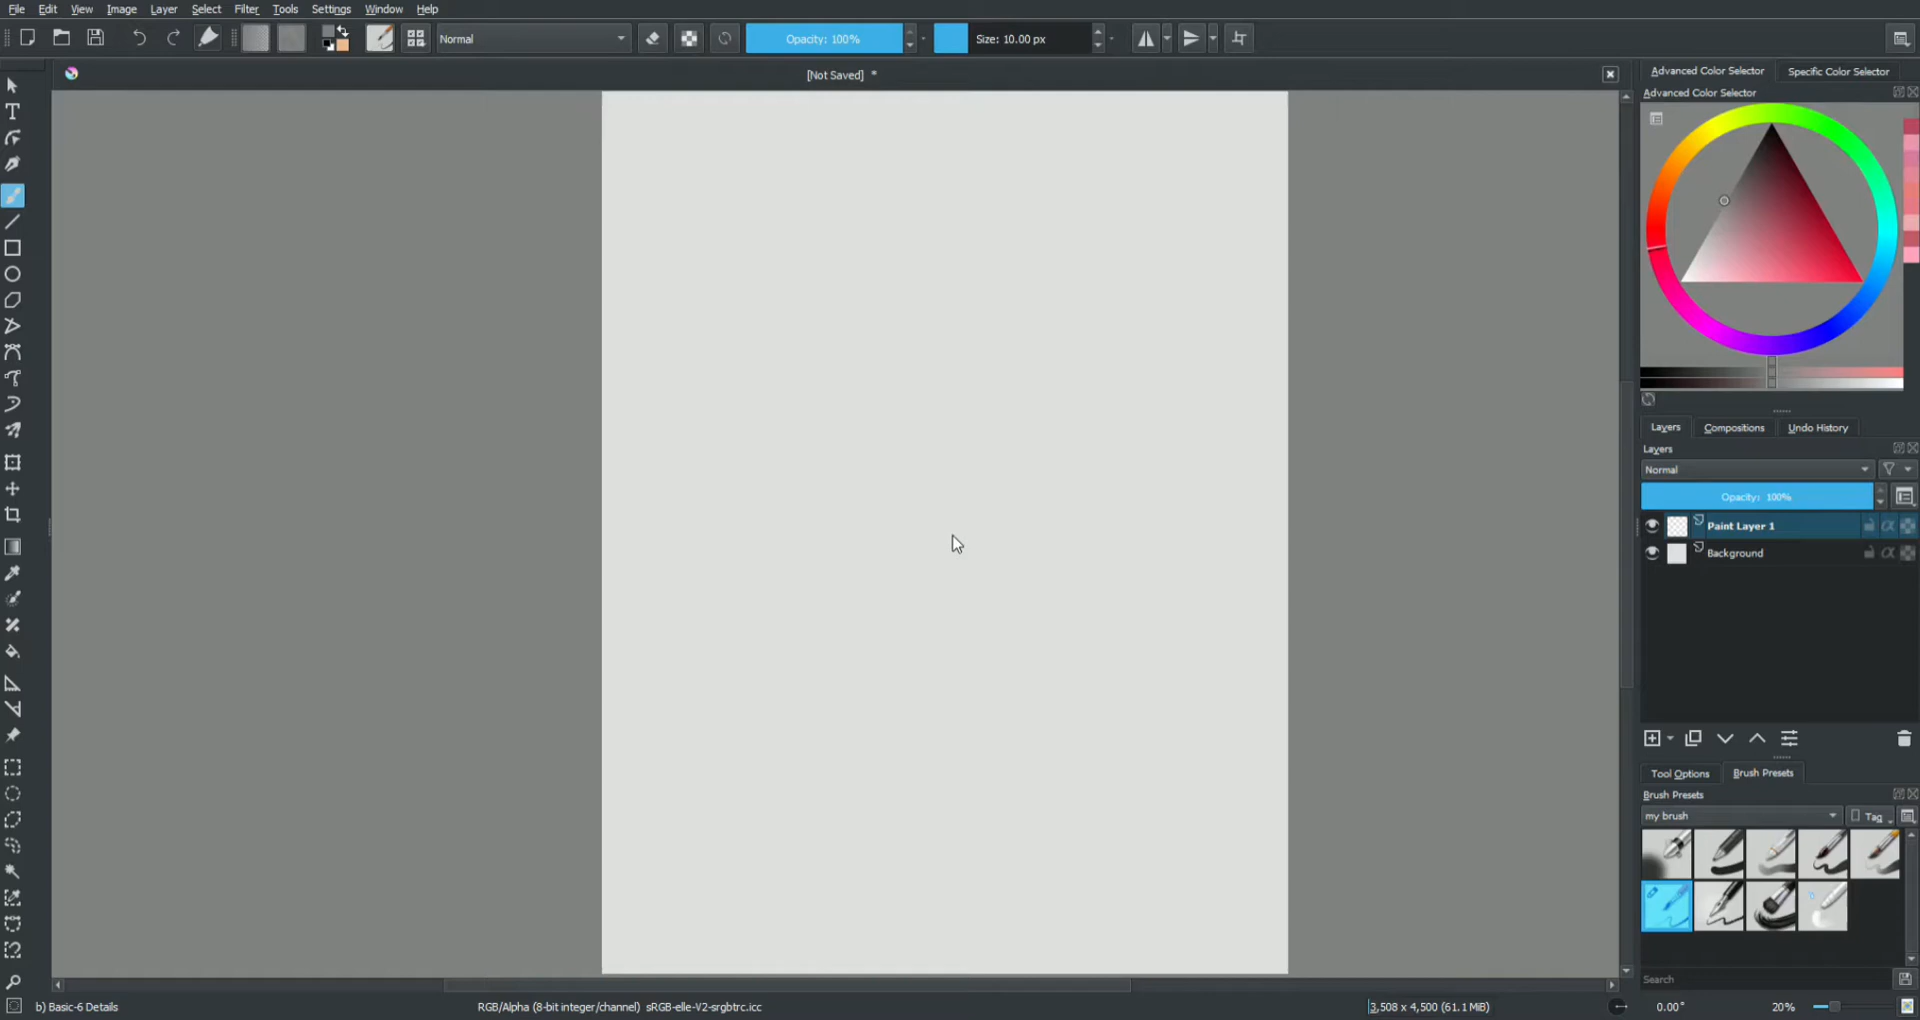 File Edit View Image Layer Select Filter Tools Settings Window Help
Normal Opacity: 100% Size: 10.00 px
[Not Saved] *
Advanced Color Selector Specific Color Selector
Advanced Color Selector
Layers Compositions Undo History
Layers
Normal
Opacity: 100%
Paint Layer 1
Background
Tool Options Brush Presets
Brush Presets
my brush Tag
Search
b) Basic-6 Details RGB/Alpha (8-bit integer/channel) sRGB-elle-V2-srgbtrc.icc 3,508 x 4,500 (61.1 MiB) 0.00° 20%